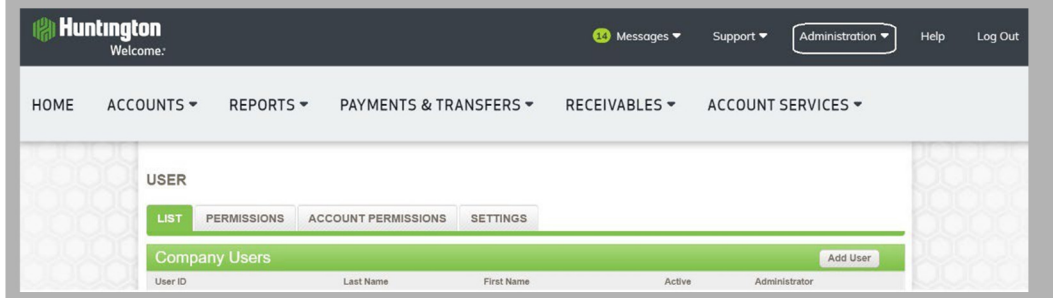 Huntington
Welcome.
14 Messages Support Administration Help Log Out
HOME ACCOUNTS REPORTS PAYMENTS & TRANSFERS RECEIVABLES ACCOUNT SERVICES
USER
LIST PERMISSIONS ACCOUNT PERMISSIONS SETTINGS
Company Users Add User
User ID Last Name First Name Active Administrator